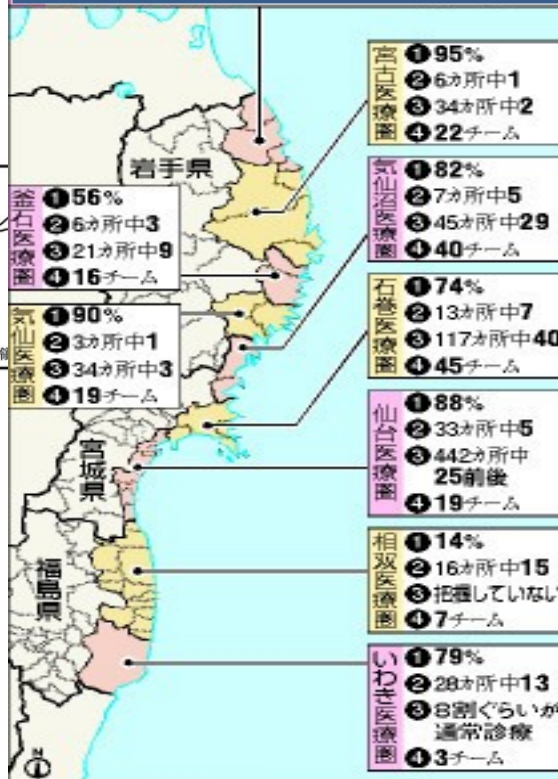 宮古医療圏
❶95%
❷6カ所中1
❸34カ所中2
❹22チーム
岩手県
気仙沼医療圏
❶82%
❷7カ所中5
❸45カ所中29
❹40チーム
釜石医療圏
❶56%
❷6カ所中3
❸21カ所中9
❹16チーム
石巻医療圏
❶74%
❷13カ所中7
❸117カ所中40
❹45チーム
気仙医療圏
❶90%
❷3カ所中1
❸34カ所中3
❹19チーム
仙台医療圏
❶88%
❷33カ所中5
❸442カ所中
25前後
❹19チーム
宮城県
相双医療圏
❶14%
❷16カ所中15
❸把握していない
❹7チーム
福島県
いわき医療圏
❶79%
❷28カ所中13
❸8割ぐらいが
通常診療
❹3チーム
N